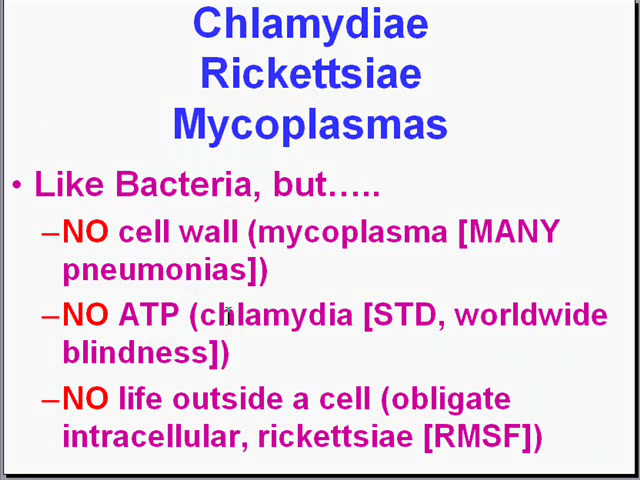 Chlamydiae
Rickettsiae
Mycoplasmas
• Like Bacteria, but…..
–NO cell wall (mycoplasma [MANY
pneumonias])
–NO ATP (chlamydia [STD, worldwide
blindness])
–NO life outside a cell (obligate
intracellular, rickettsiae [RMSF])